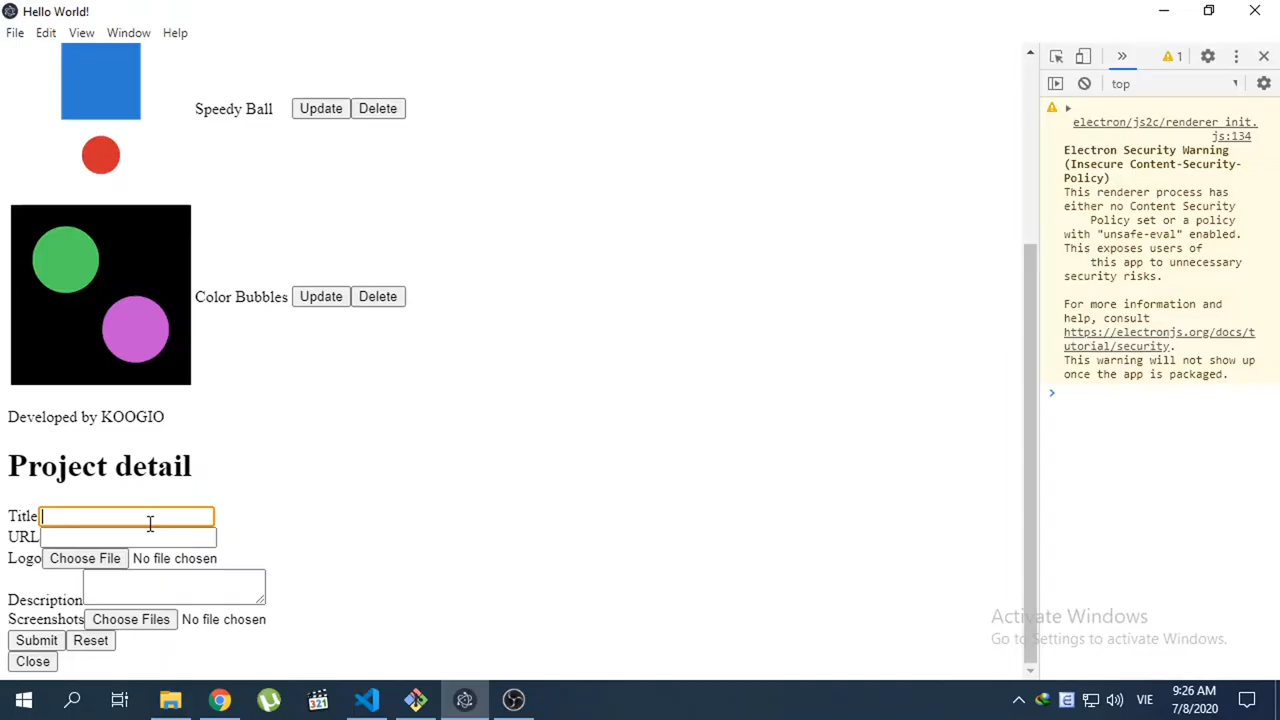 Hello World!
File Edit View Window Help
1
top
Speedy Ball Update Delete
electron/js2c/renderer_init.
js:134
Electron Security Warning
(Insecure Content-Security-
Policy)
This renderer process has
either no Content Security
Policy set or a policy
with "unsafe-eval" enabled.
This exposes users of
this app to unnecessary
security risks.
For more information and
help, consult
https://electronjs.org/docs/t
utorial/security.
This warning will not show up
once the app is packaged.
Color Bubbles Update Delete
Developed by KOOGIO
Project detail
Title
URL
Logo Choose File No file chosen
Description
Screenshots Choose Files No file chosen
Submit Reset
Close
Activate Windows
Go to Settings to activate Windows.
321
VIE
9:26 AM
7/8/2020